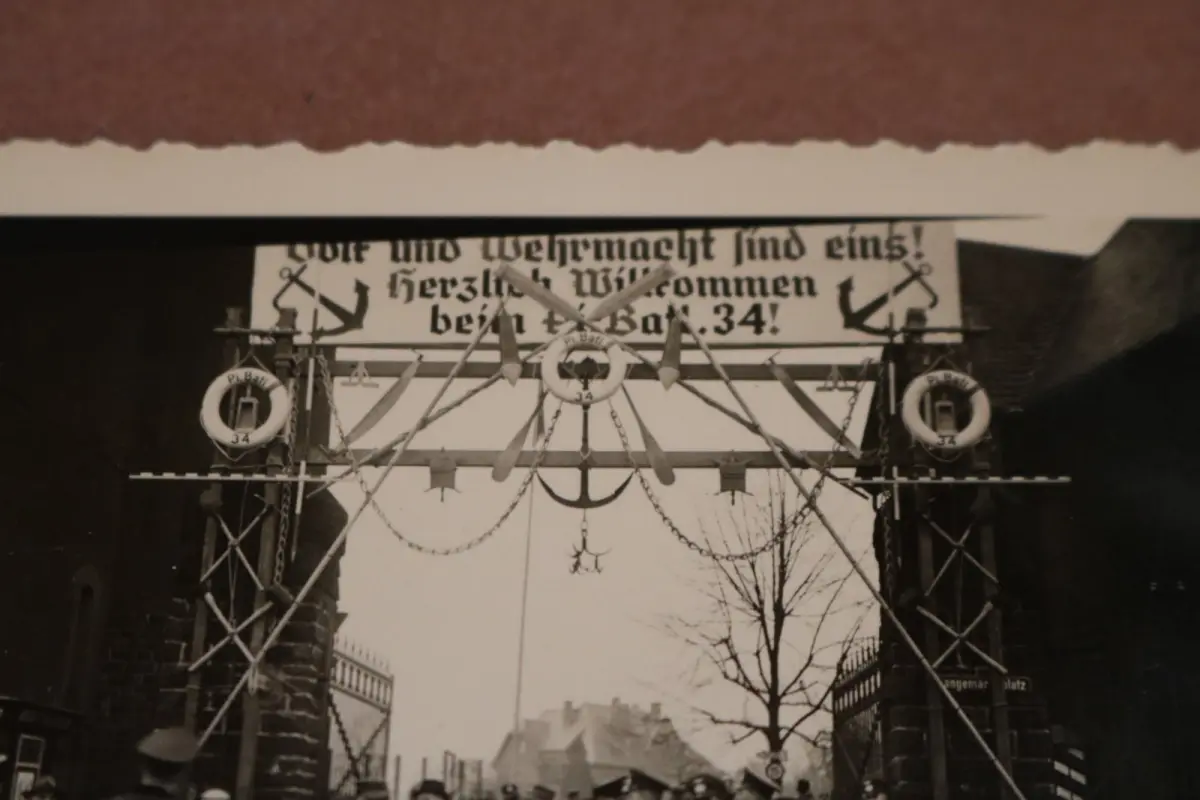 Volk und Wehrmacht sind eins!
Herzlich Willkommen
beim Pi. Batl. 34!
Pi. Batl.
34
Pi. Batl.
34
Pi. Batl.
34